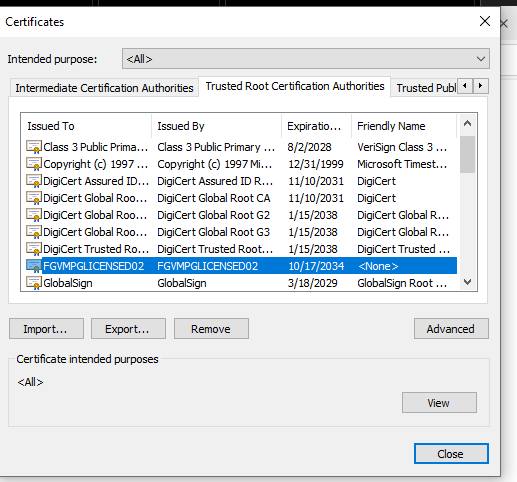 Certificates
Intended purpose: <All>
Intermediate Certification Authorities Trusted Root Certification Authorities Trusted Publ
Issued To Issued By Expiratio... Friendly Name
Class 3 Public Prima... Class 3 Public Primary ... 8/2/2028 VeriSign Class 3 ...
Copyright (c) 1997 ... Copyright (c) 1997 Mi... 12/31/1999 Microsoft Timest...
DigiCert Assured ID... DigiCert Assured ID R... 11/10/2031 DigiCert
DigiCert Global Roo... DigiCert Global Root CA 11/10/2031 DigiCert
DigiCert Global Roo... DigiCert Global Root G2 1/15/2038 DigiCert Global R...
DigiCert Global Roo... DigiCert Global Root G3 1/15/2038 DigiCert Global R...
DigiCert Trusted Ro... DigiCert Trusted Root... 1/15/2038 DigiCert Trusted ...
FGVMPGLICENSED02 FGVMPGLICENSED02 10/17/2034 <None>
GlobalSign GlobalSign 3/18/2029 GlobalSign Root ...
Import... Export... Remove Advanced
Certificate intended purposes
<All>
View
Close